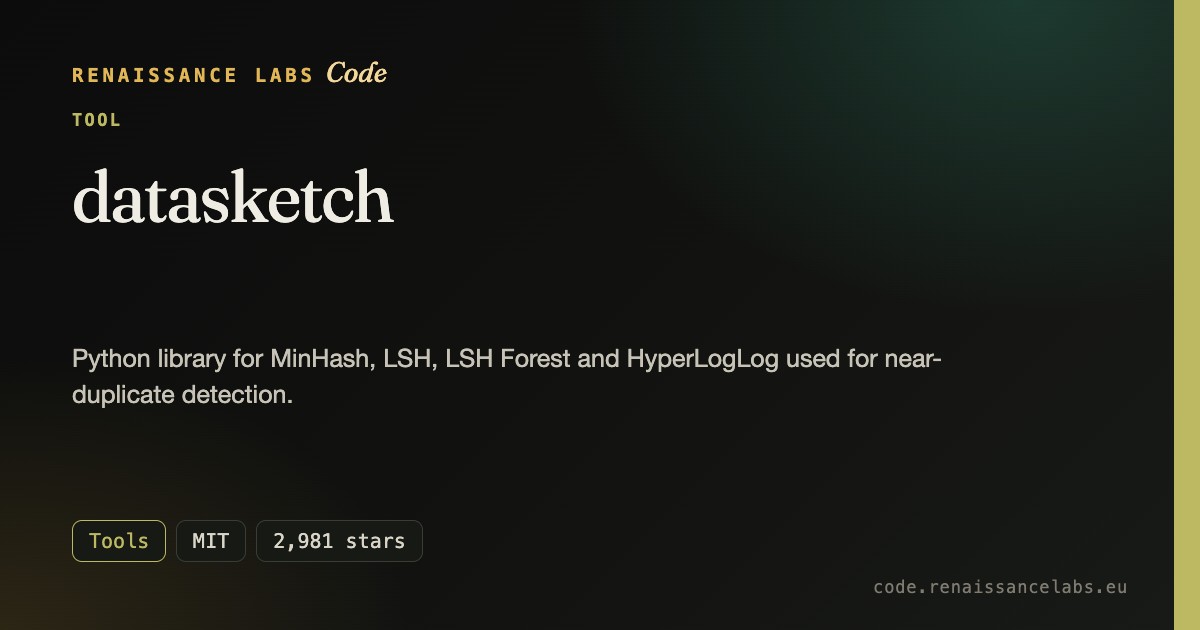 RENAISSANCE LABS Code
TOOL
datasketch
Python library for MinHash, LSH, LSH Forest and HyperLogLog used for near-
duplicate detection.
Tools MIT 2,981 stars
code.renaissancelabs.eu